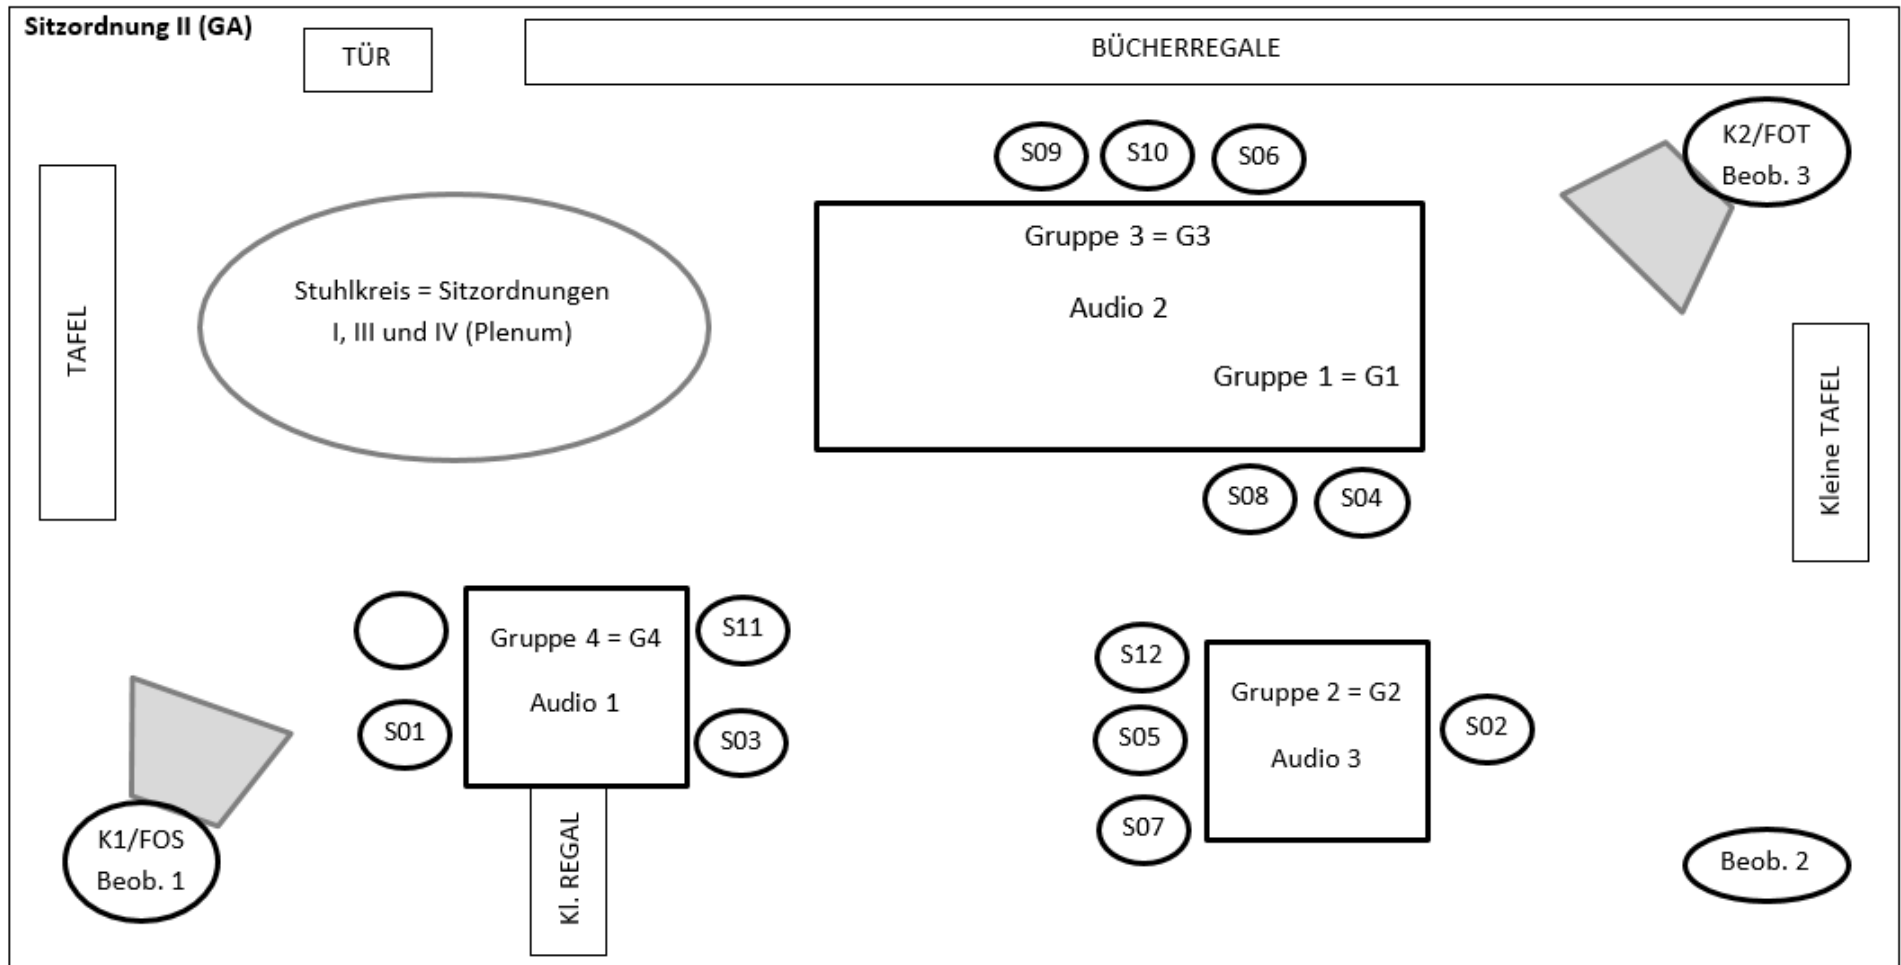 Sitzordnung II (GA)
TÜR
BÜCHERREGALE
K2/FOT
Beob. 3
S09
S10
S06
Gruppe 3 = G3
Audio 2
Gruppe 1 = G1
Stuhlkreis = Sitzordnungen
I, III und IV (Plenum)
TAFEL
Kleine TAFEL
S08
S04
Gruppe 4 = G4
Audio 1
S11
S01
S03
S12
S05
S07
Gruppe 2 = G2
Audio 3
S02
K1/FOS
Beob. 1
Kl. REGAL
Beob. 2